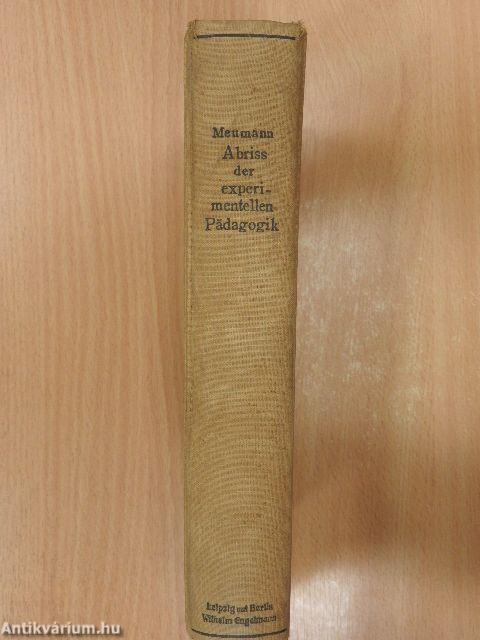 Meumann
Abriss
der
experi-
mentellen
Pädagogik
Leipzig und Berlin
Wilhelm Engelmann
Antikvárium.hu